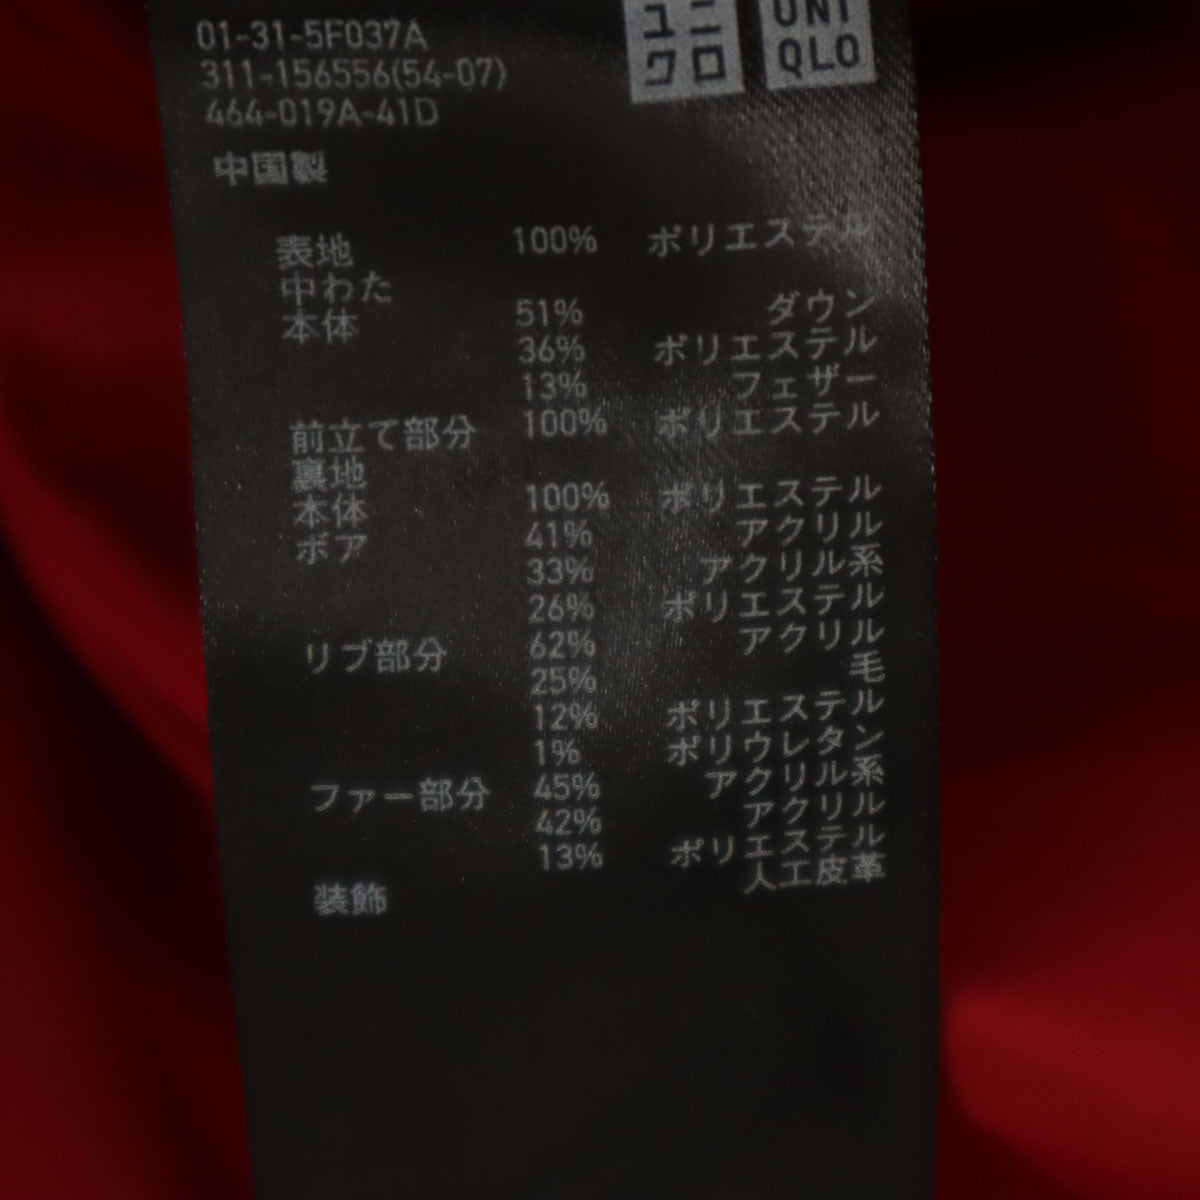 01-31-5F037A
311-156556(54-07)
464-019A-41D
ユニ
クロ
UNI
QLO
中国製
表地 100% ポリエステル
中わた
本体 51% ダウン
36% ポリエステル
13% フェザー
前立て部分 100% ポリエステル
裏地
本体 100% ポリエステル
ボア 41% アクリル
33% アクリル系
26% ポリエステル
リブ部分 62% アクリル
25% 毛
12% ポリエステル
1% ポリウレタン
ファー部分 45% アクリル系
42% アクリル
13% ポリエステル
装飾 人工皮革